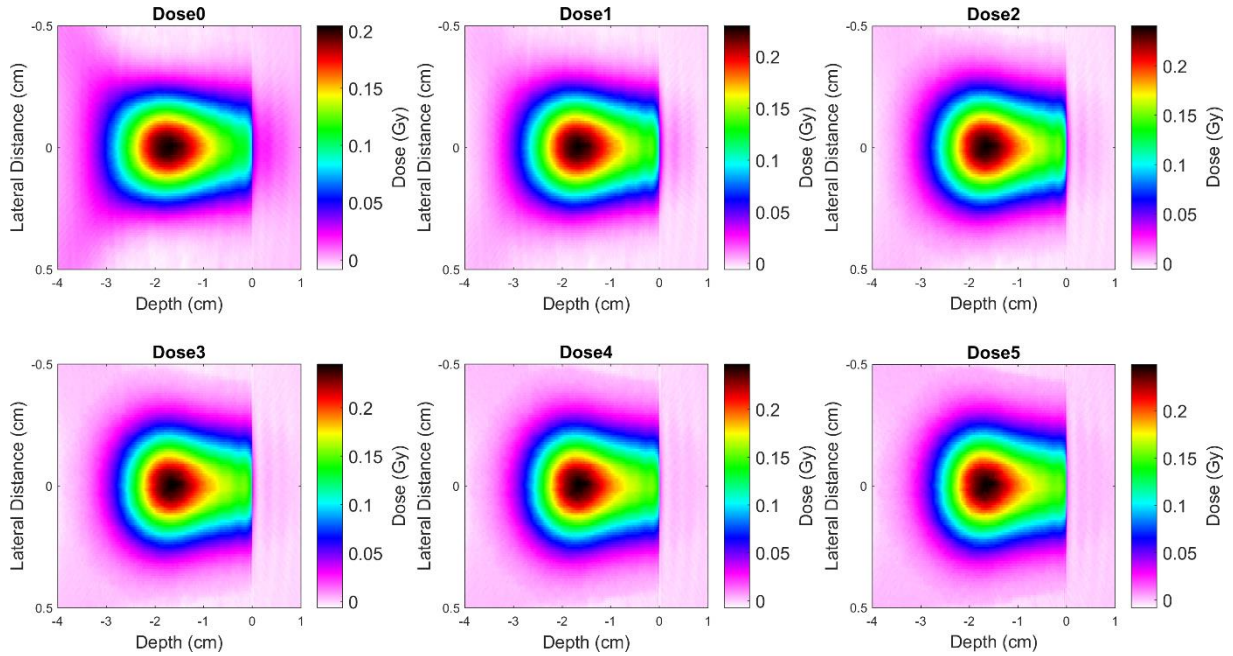 Dose0
-0.5
0
0.5
Lateral Distance (cm)
-4 -3 -2 -1 0 1
Depth (cm)
0.2
0.15
0.1
0.05
0
Dose (Gy)
Dose1
-0.5
0
0.5
Lateral Distance (cm)
-4 -3 -2 -1 0 1
Depth (cm)
0.2
0.15
0.1
0.05
0
Dose (Gy)
Dose2
-0.5
0
0.5
Lateral Distance (cm)
-4 -3 -2 -1 0 1
Depth (cm)
0.2
0.15
0.1
0.05
0
Dose (Gy)
Dose3
-0.5
0
0.5
Lateral Distance (cm)
-4 -3 -2 -1 0 1
Depth (cm)
0.2
0.15
0.1
0.05
0
Dose (Gy)
Dose4
-0.5
0
0.5
Lateral Distance (cm)
-4 -3 -2 -1 0 1
Depth (cm)
0.2
0.15
0.1
0.05
0
Dose (Gy)
Dose5
-0.5
0
0.5
Lateral Distance (cm)
-4 -3 -2 -1 0 1
Depth (cm)
0.2
0.15
0.1
0.05
0
Dose (Gy)